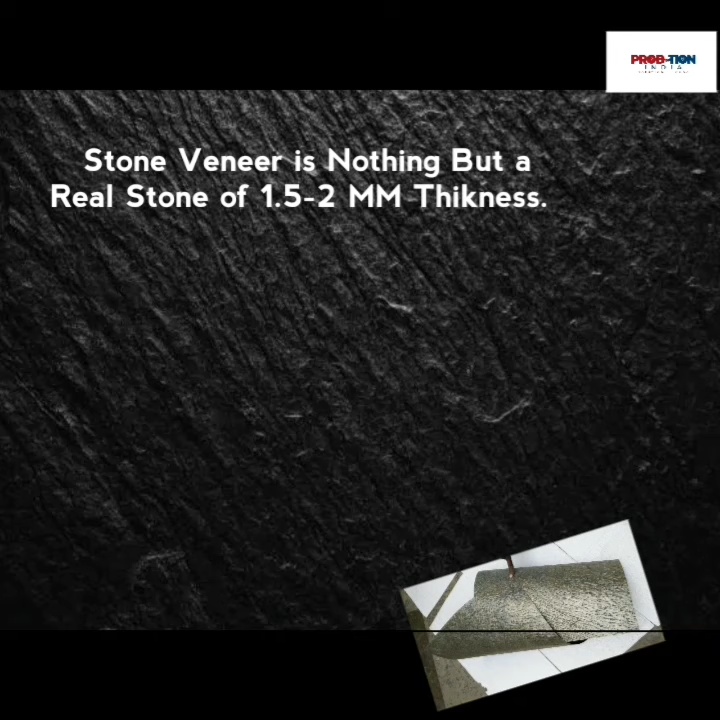 PROB-TION
INDIA
Stone Veneer is Nothing But a
Real Stone of 1.5-2 MM Thikness.